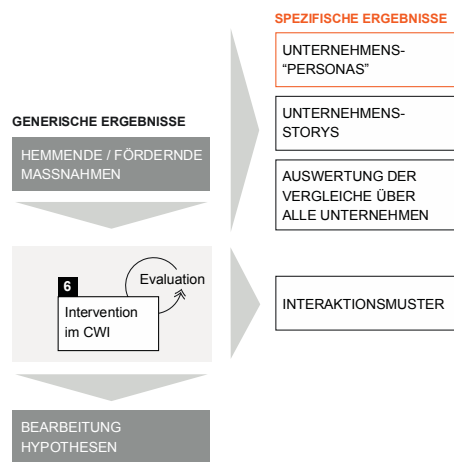 SPEZIFISCHE ERGEBNISSE
UNTERNEHMENS-
“PERSONAS”
UNTERNEHMENS-
STORYS
AUSWERTUNG DER
VERGLEICHE ÜBER
ALLE UNTERNEHMEN
GENERISCHE ERGEBNISSE
HEMMENDE / FÖRDERNDE
MASSNAHMEN
Evaluation
6
Intervention
im CWI
INTERAKTIONSMUSTER
BEARBEITUNG
HYPOTHESEN